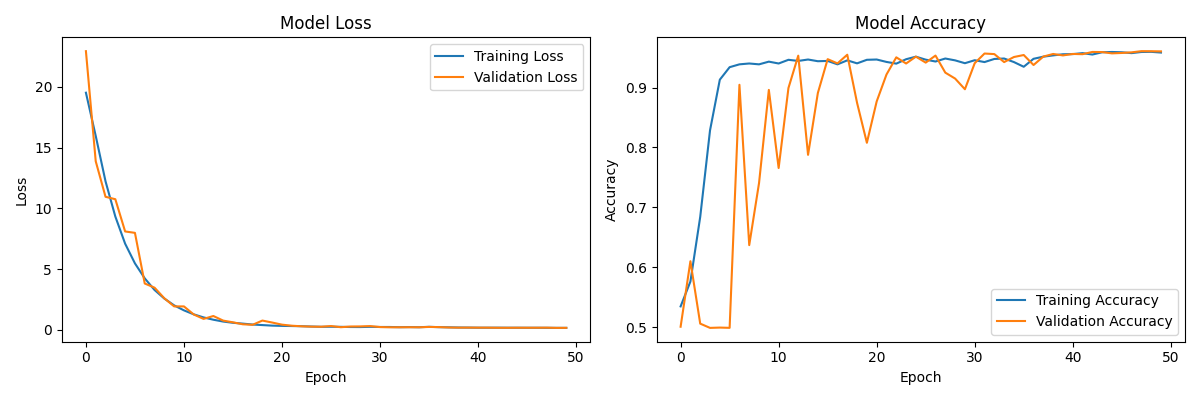 Model Loss
Training Loss
Validation Loss
20
15
10
5
0
Loss
0
10
20
30
40
50
Epoch
Model Accuracy
0.9
0.8
0.7
0.6
0.5
Accuracy
Training Accuracy
Validation Accuracy
0
10
20
30
40
50
Epoch